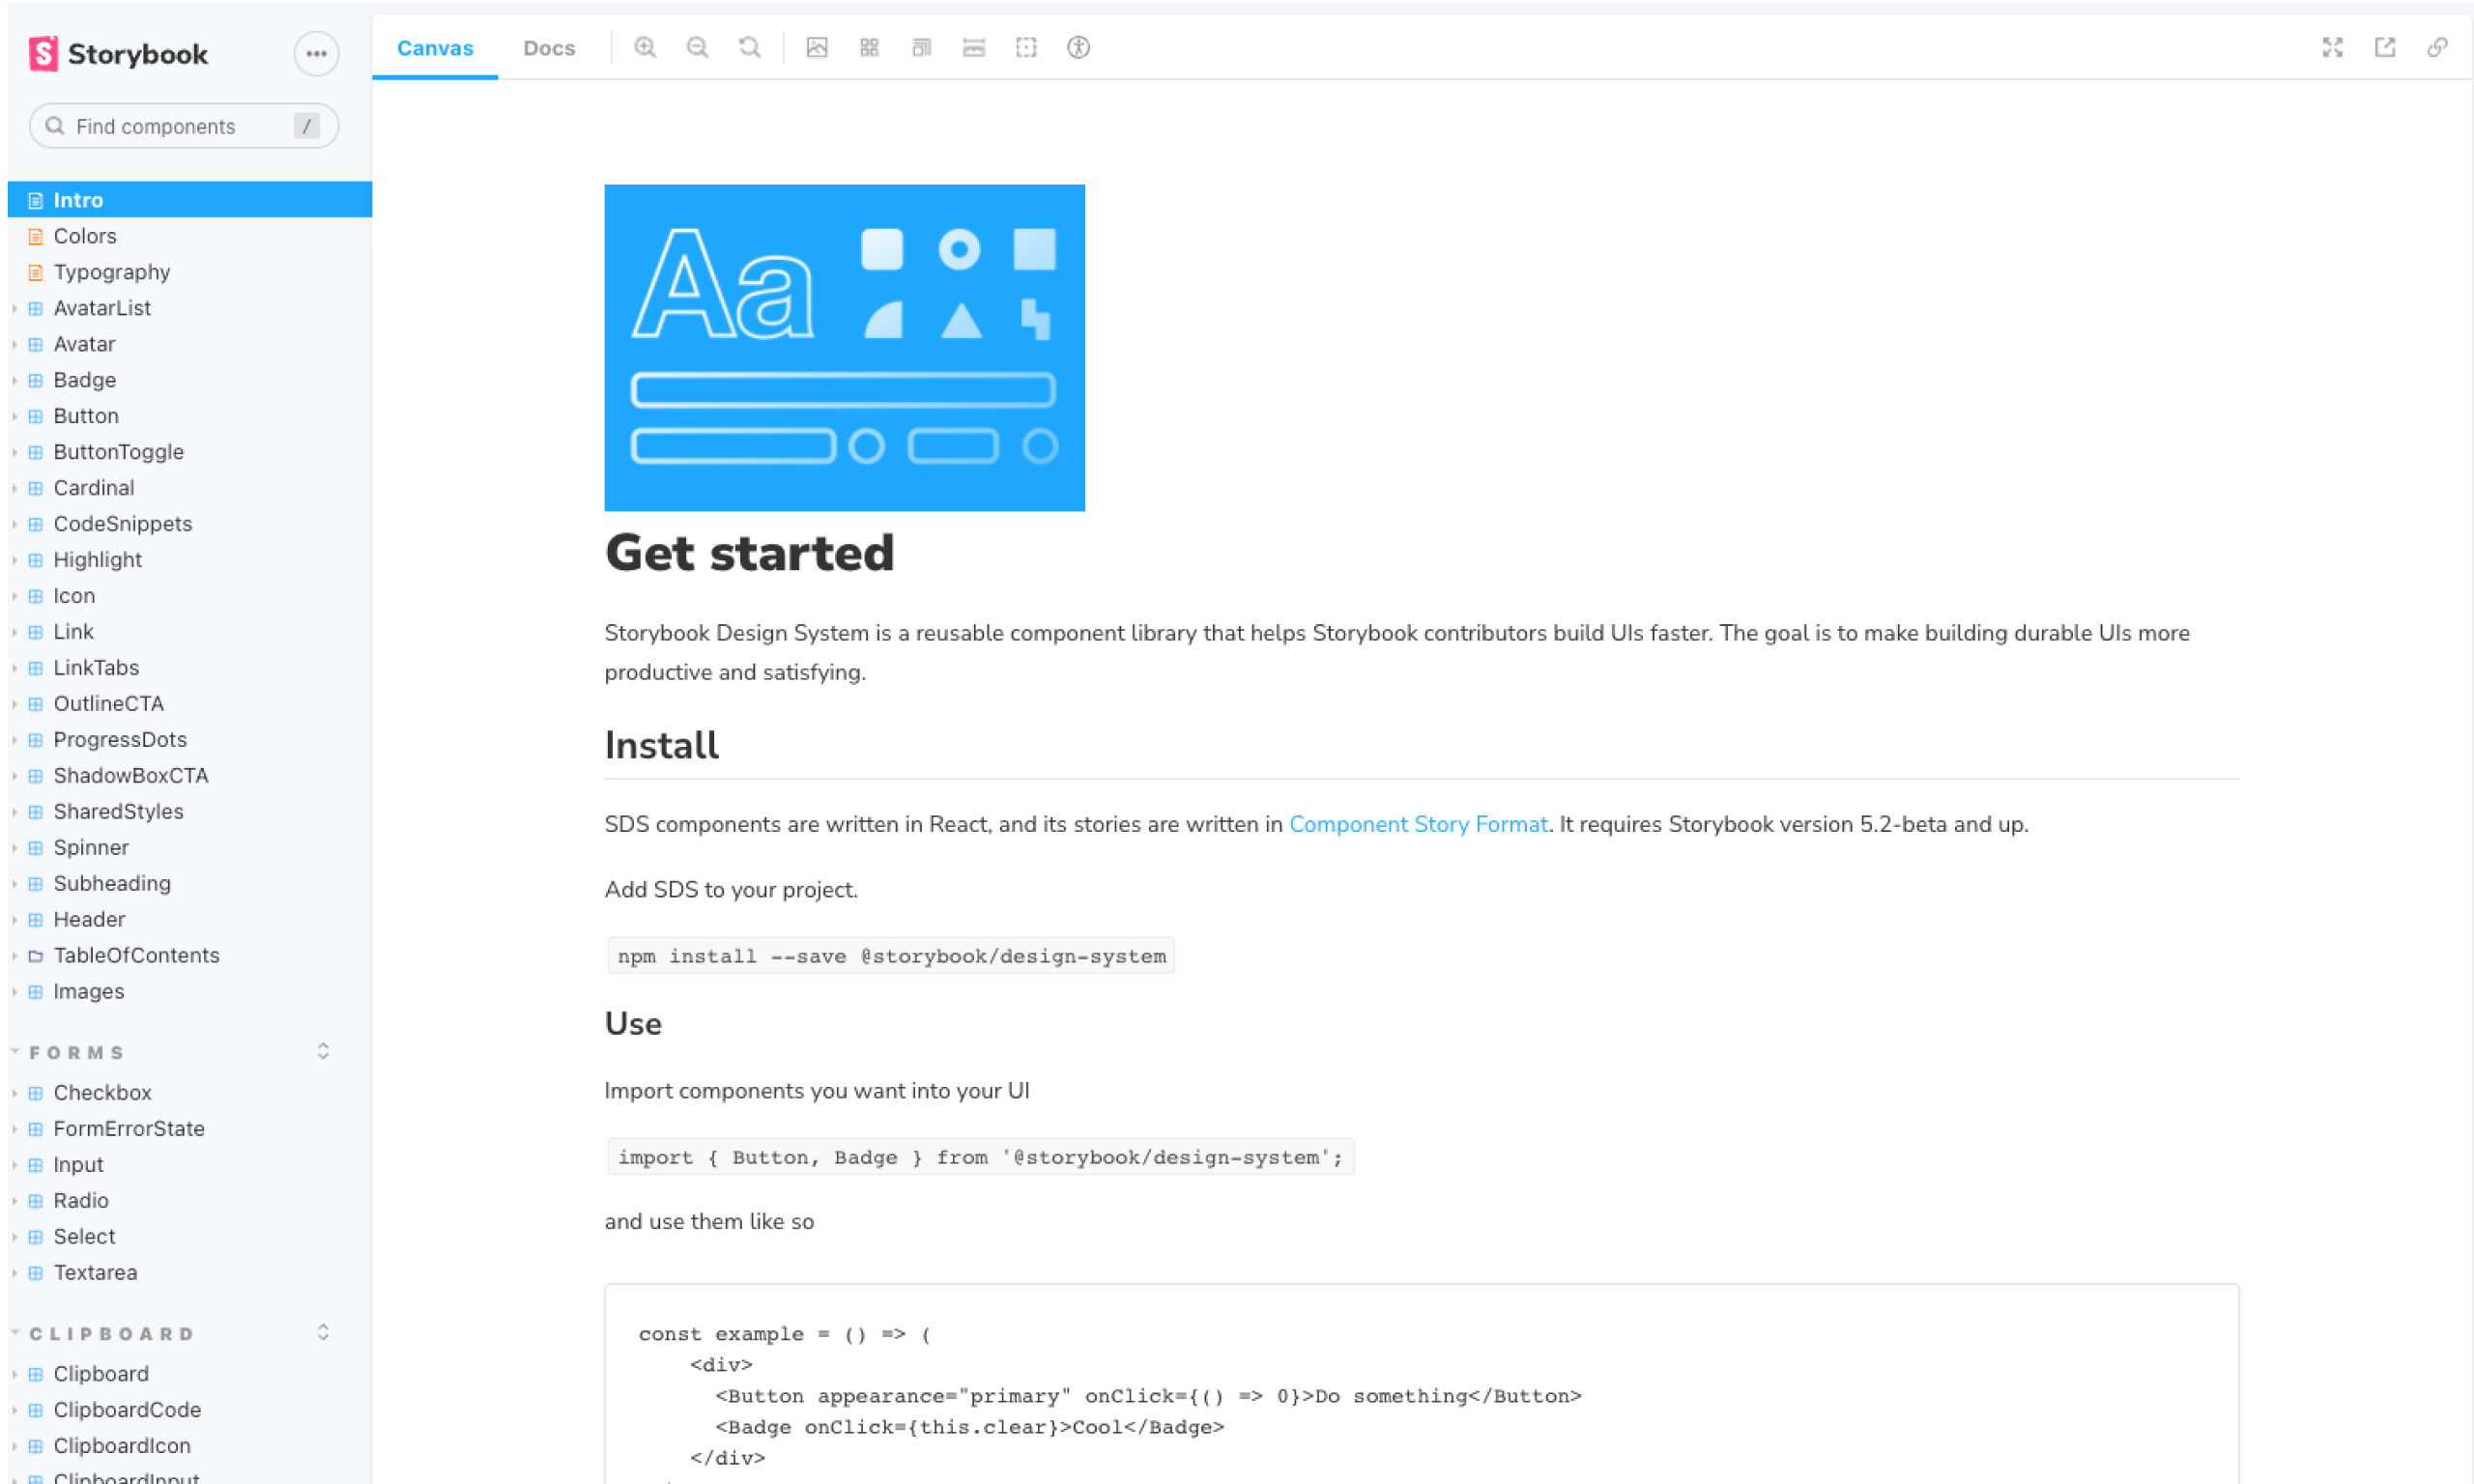 Storybook
Find components /
Intro
Colors
Typography
AvatarList
Avatar
Badge
Button
ButtonToggle
Cardinal
CodeSnippets
Highlight
Icon
Link
LinkTabs
OutlineCTA
ProgressDots
ShadowBoxCTA
SharedStyles
Spinner
Subheading
Header
TableOfContents
Images
FORMS
Checkbox
FormErrorState
Input
Radio
Select
Textarea
CLIPBOARD
Clipboard
ClipboardCode
ClipboardIcon
ClipboardInput
Canvas Docs
Aa
Get started
Storybook Design System is a reusable component library that helps Storybook contributors build UIs faster. The goal is to make building durable UIs more
productive and satisfying.
Install
SDS components are written in React, and its stories are written in Component Story Format. It requires Storybook version 5.2-beta and up.
Add SDS to your project.
npm install --save @storybook/design-system
Use
Import components you want into your UI
import { Button, Badge } from '@storybook/design-system';
and use them like so
const example = () => (
<div>
<Button appearance="primary" onClick={() => 0}>Do something</Button>
<Badge onClick={this.clear}>Cool</Badge>
</div>